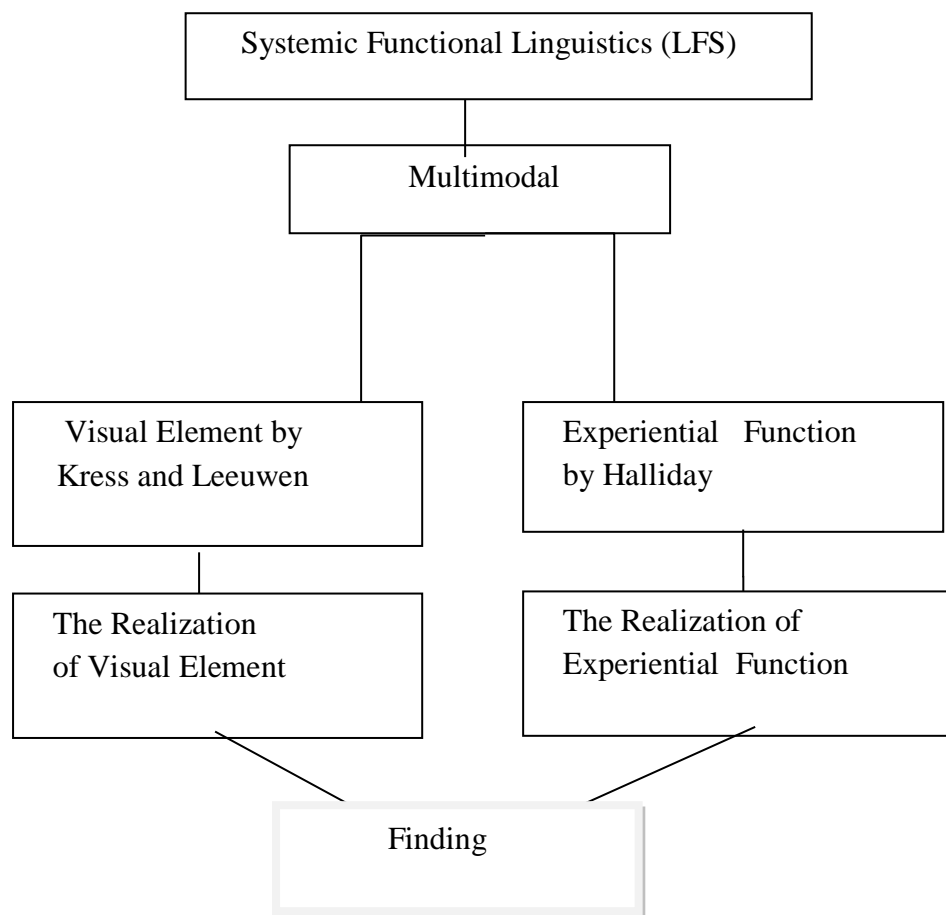 Systemic Functional Linguistics (LFS)
Multimodal
Visual Element by
Kress and Leeuwen
Experiential Function
by Halliday
The Realization
of Visual Element
The Realization of
Experiential Function
Finding